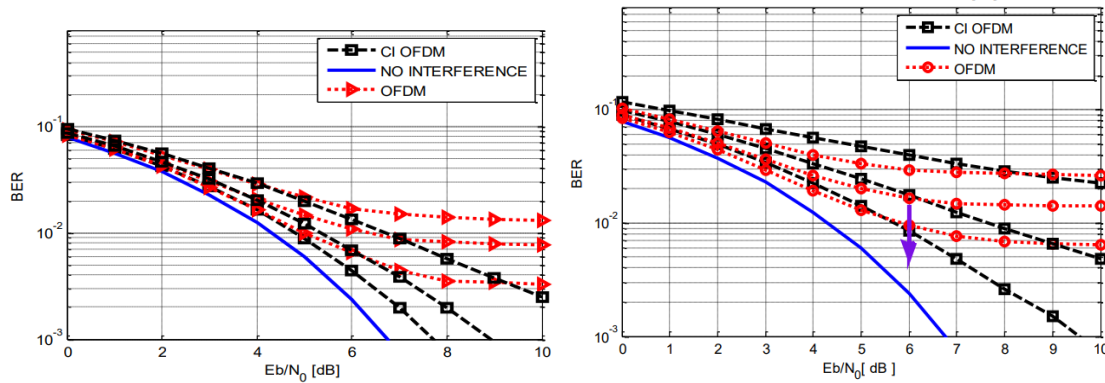 CI OFDM
NO INTERFERENCE
OFDM
10^-1
10^-2
10^-3
BER
0 2 4 6 8 10
Eb/N_0 [dB]
CI OFDM
NO INTERFERENCE
OFDM
10^-1
10^-2
10^-3
BER
0 1 2 3 4 5 6 7 8 9 10
Eb/N_0[ dB ]